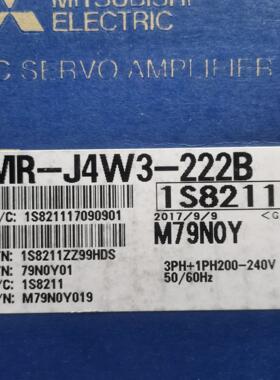 MITSUBISHI
ELECTRIC
C SERVO AMPLIFIER
MR-J4W3-222B
/C: 1S821117090901
1S8211
2017/9/9
<G
M79N0Y
/N: 1S8211ZZ99HDS
N: 79N0Y01
/C: 1S8211
/N: M79N0Y019
3PH+1PH200-240V
50/60Hz